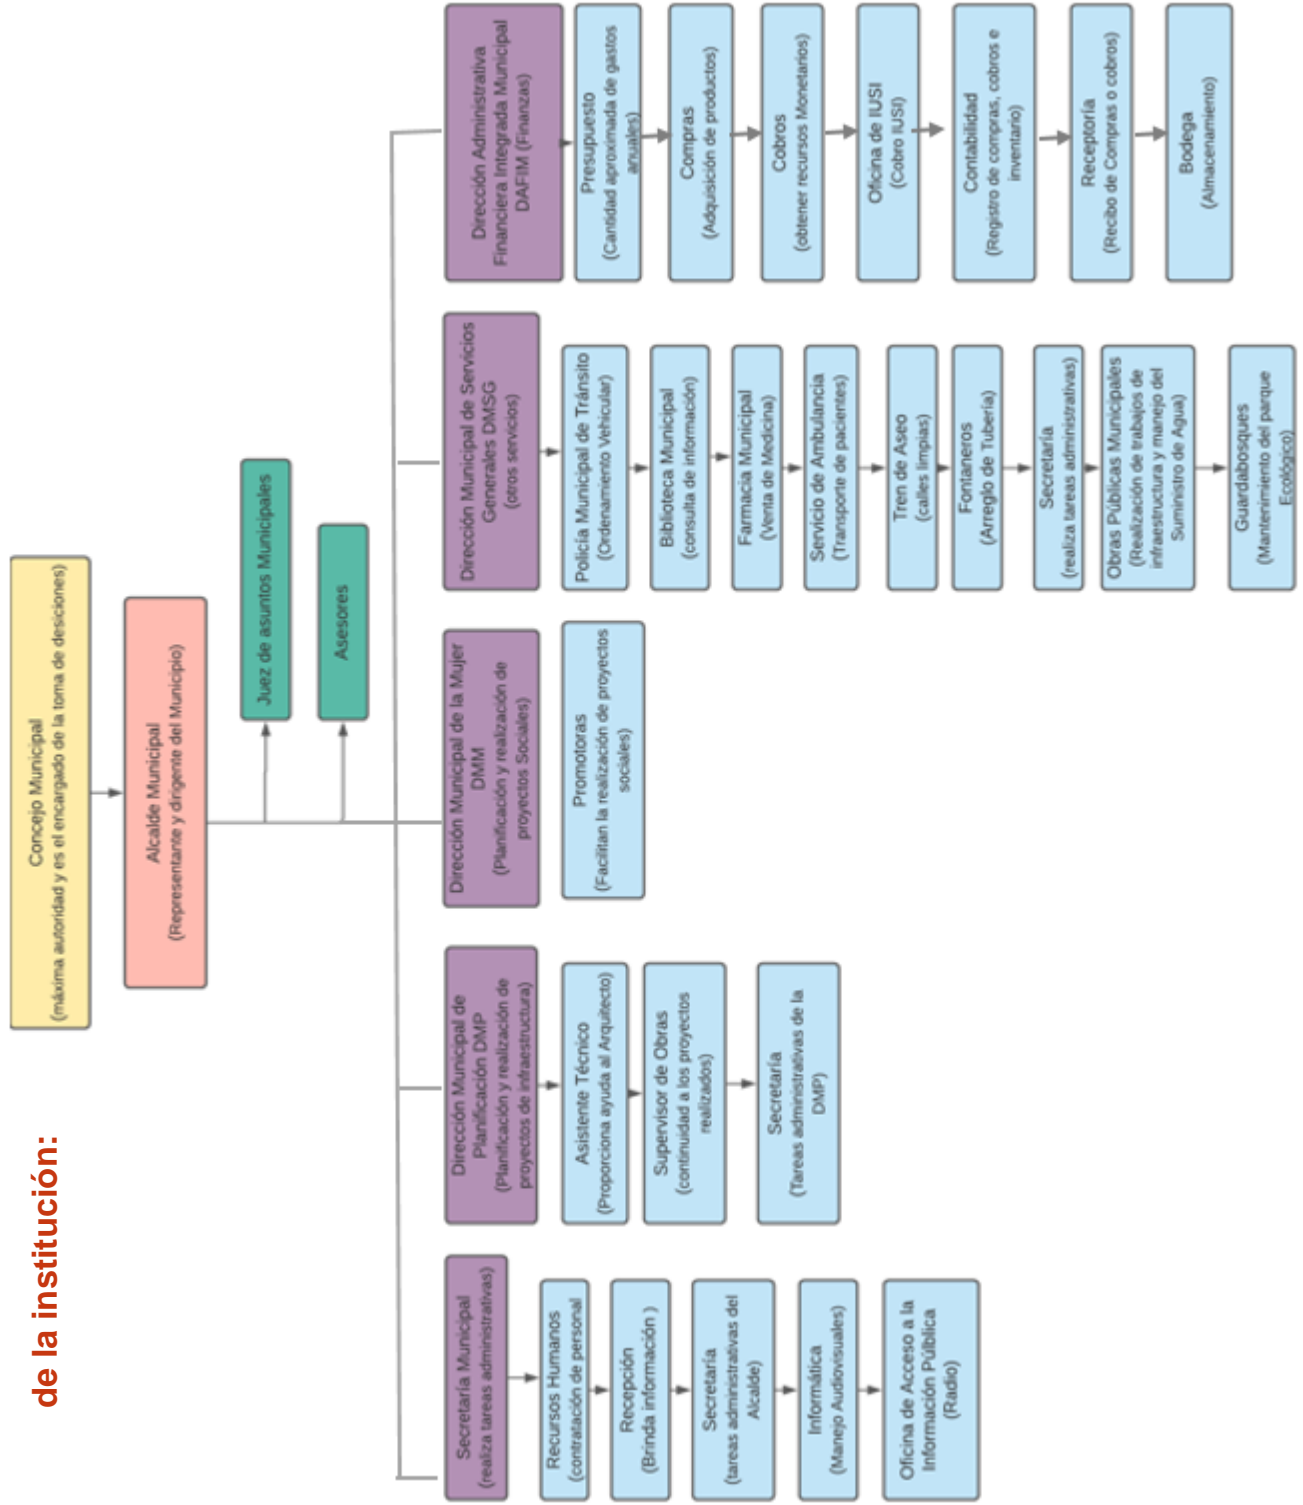 de la institución:
Concejo Municipal
(máxima autoridad y es el encargado de la toma de desiciones)
Alcalde Municipal
(Representante y dirigente del Municipio)
Juez de asuntos Municipales
Asesores
Secretaría Municipal
(realiza tareas administrativas)
Recursos Humanos
(contratación de personal
Recepción
(Brinda información )
Secretaría
(tareas administrativas del
Alcalde)
Informática
(Manejo Audiovisuales)
Oficina de Acceso a la
Información Púlblica
(Radio)
Dirección Municipal de
Planificación DMP
(Planificación y realización de
proyectos de infraestructura)
Asistente Técnico
(Proporciona ayuda al Arquitecto)
Supervisor de Obras
(continuidad a los proyectos
realizados)
Secretaría
(Tareas administrativas de la
DMP)
Dirección Municipal de la Mujer
DMM
(Planificación y realización de
proyectos Sociales)
Promotoras
(Facilitan la realización de proyectos
sociales)
Dirección Municipal de Servicios
Generales DMSG
(otros servicios)
Policía Municipal de Tránsito
(Ordenamiento Vehicular)
Biblioteca Municipal
(consulta de información)
Farmacia Municipal
(Venta de Medicina)
Servicio de Ambulancia
(Transporte de pacientes)
Tren de Aseo
(calles limpias)
Fontaneros
(Arreglo de Tubería)
Secretaría
(realiza tareas administrativas)
Obras Públicas Municipales
(Realización de trabajos de
infraestructura y manejo del
Suministro de Agua)
Guardabosques
(Mantenimiento del parque
Ecológico)
Dirección Administrativa
Financiera Integrada Municipal
DAFIM (Finanzas)
Presupuesto
(Cantidad aproximada de gastos
anuales)
Compras
(Adquisición de productos)
Cobros
(obtener recursos Monetarios)
Oficina de IUSI
(Cobro IUSI)
Contabilidad
(Registro de compras, cobros e
inventario)
Receptoría
(Recibo de Compras o cobros)
Bodega
(Almacenamiento)